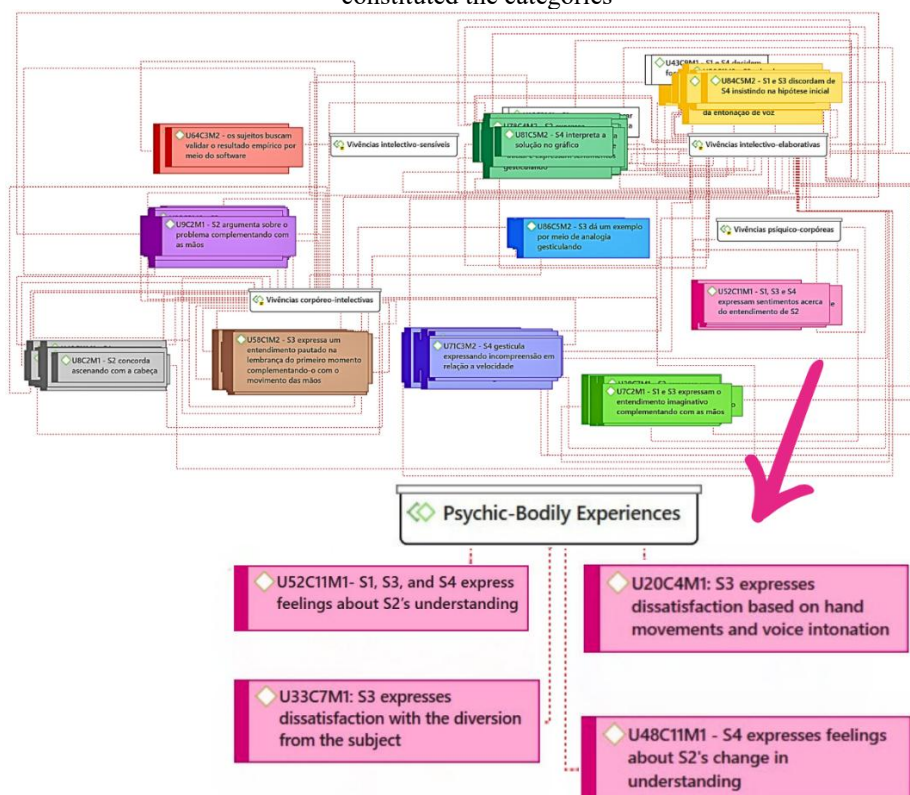 constituted the categories
U43C9M1 - S1 e S4 decidem
U84C5M2 - S1 e S3 discordam
de S4 insistindo na hipótese inicial
da entonação de voz
U64C3M2 - os sujeitos buscam
validar o resultado empírico por
meio do software
Vivências intelectivo-sensíveis
U81C5M2 - S4 interpreta a
solução no gráfico
gesticulando
Vivências intelectivo-elaborativas
U9C2M1 - S2 argumenta sobre o
problema complementando com
as mãos
U86C5M2 - S3 dá um exemplo
por meio de analogia
gesticulando
Vivências psíquico-corpóreas
U52C11M1 - S1, S3 e S4
expressam sentimentos acerca
do entendimento de S2
Vivências corpóreo-intelectivas
U8C2M1 - S2 concorda
ascenando com a cabeça
U58C1M2 - S3 expressa um
entendimento pautado na
lembrança do primeiro momento
complementando-o com o
movimento das mãos
U71C3M2 - S4 gesticula
expressando incompreensão em
relação a velocidade
U7C2M1 - S1 e S3 expressam o
entendimento imaginativo
complementando com as mãos
Psychic-Bodily Experiences
U52C11M1- S1, S3, and S4 express
feelings about S2's understanding
U20C4M1: S3 expresses
dissatisfaction based on hand
movements and voice intonation
U33C7M1: S3 expresses
dissatisfaction with the diversion
from the subject
U48C11M1 - S4 expresses feelings
about S2's change in
understanding